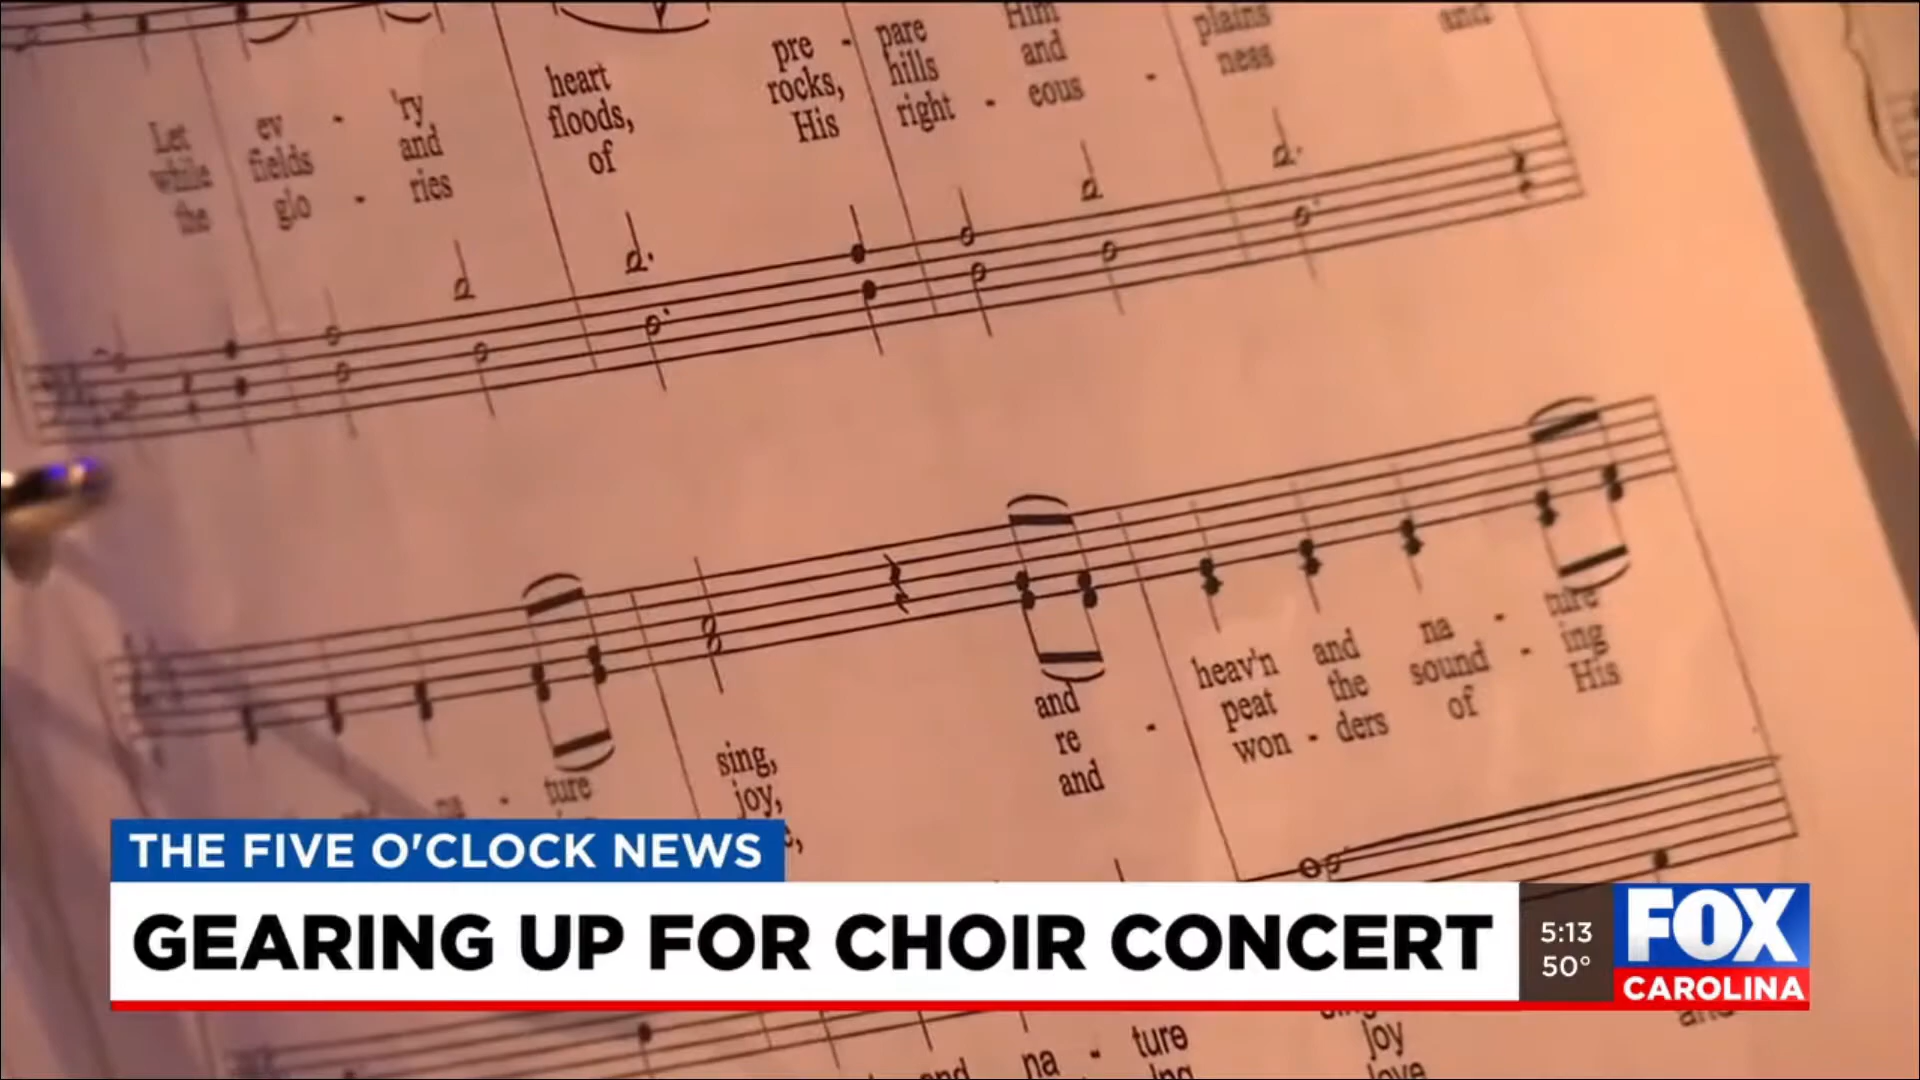 Him plains and
pre - pare and ness
heart rocks, hills eous
Let ev - 'ry floods, His right - -
while fields and of
the glo - ries
heav'n and na - ture
and peat the sound - ing
sing, re - won - ders of His
joy, and
ture
THE FIVE O'CLOCK NEWS
GEARING UP FOR CHOIR CONCERT
5:13
50°
FOX
CAROLINA
na - ture joy
love